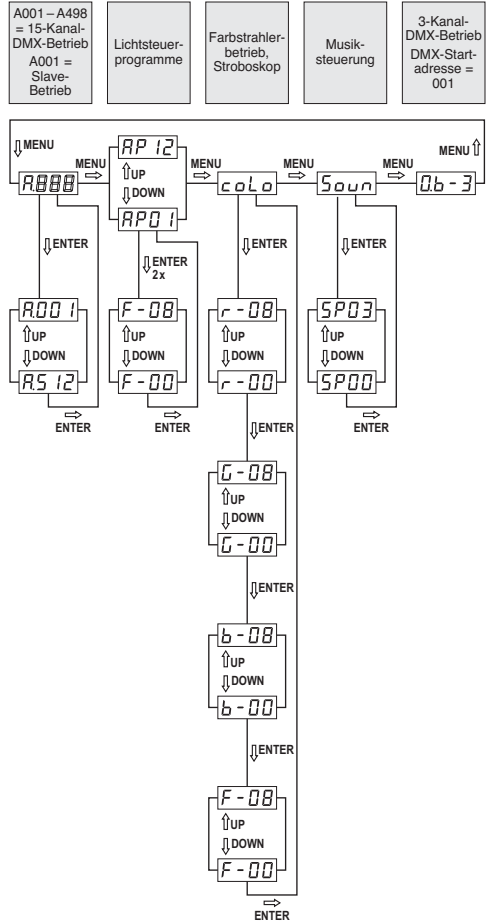 A001 – A498
= 15-Kanal-
DMX-Betrieb
A001 =
Slave-
Betrieb
Lichtsteuer-
programme
Farbstrahler-
betrieb,
Stroboskop
Musik-
steuerung
3-Kanal-
DMX-Betrieb
DMX-Start-
adresse =
001
MENU
MENU
AP 12
UP
DOWN
AP01
MENU
MENU
MENU
MENU
A.888
coLo
Soun
0.b-3
ENTER
ENTER
2x
ENTER
ENTER
A.001
UP
DOWN
A.512
ENTER
F-08
UP
DOWN
F-00
ENTER
r-08
UP
DOWN
r-00
SP03
UP
DOWN
SP00
ENTER
ENTER
G-08
UP
DOWN
G-00
ENTER
b-08
UP
DOWN
b-00
ENTER
F-08
UP
DOWN
F-00
ENTER